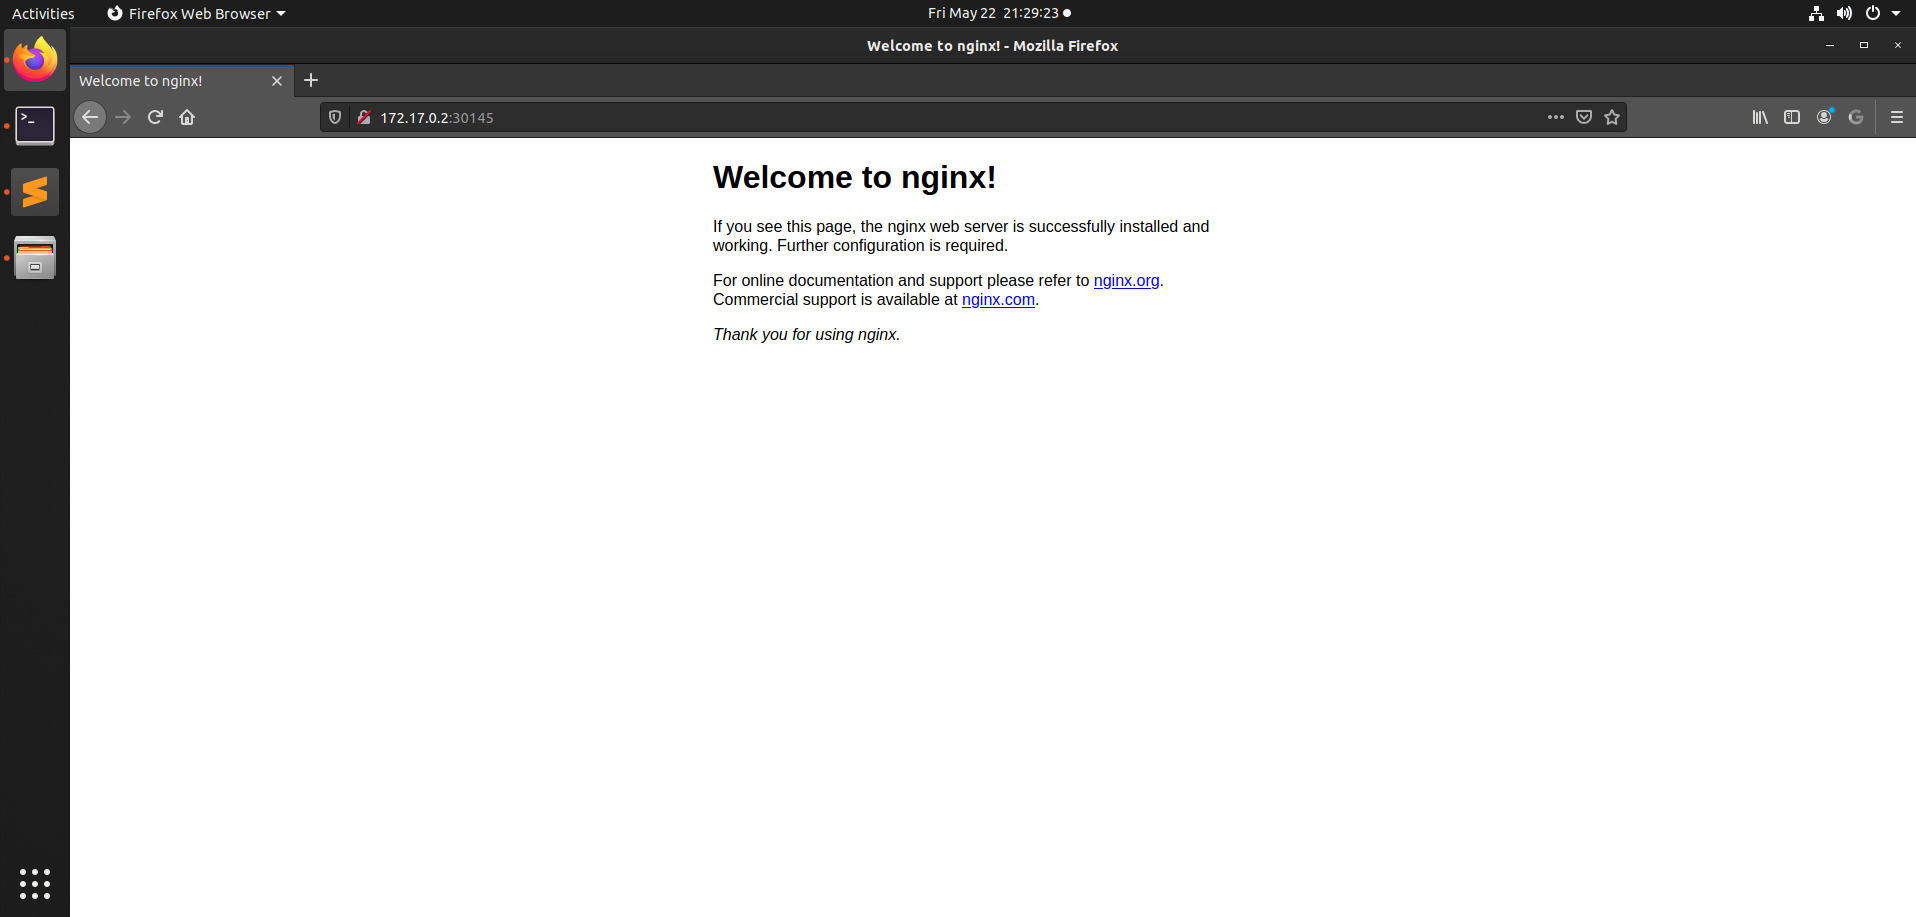 Activities
Firefox Web Browser
Fri May 22 21:29:23
Welcome to nginx! - Mozilla Firefox
Welcome to nginx!
172.17.0.2:30145
Welcome to nginx!
If you see this page, the nginx web server is successfully installed and
working. Further configuration is required.
For online documentation and support please refer to nginx.org.
Commercial support is available at nginx.com.
Thank you for using nginx.